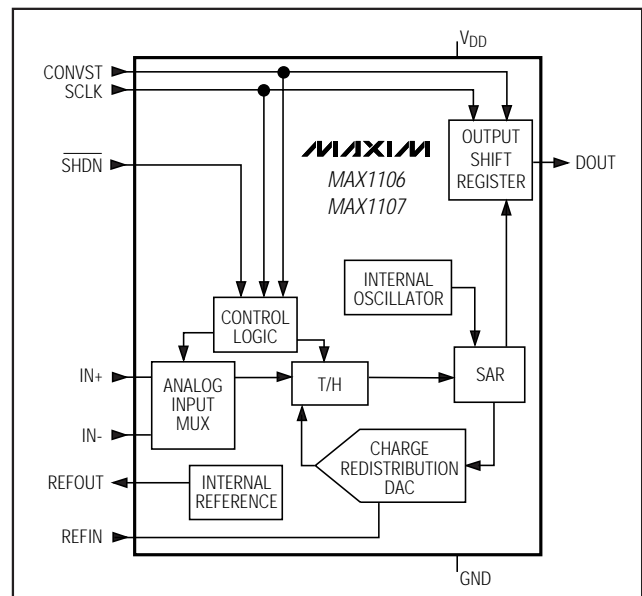 VDD
CONVST
SCLK
SHDN
MAXIM
MAX1106
MAX1107
OUTPUT
SHIFT
REGISTER
DOUT
INTERNAL
OSCILLATOR
CONTROL
LOGIC
IN+
ANALOG
INPUT
MUX
T/H
SAR
IN-
CHARGE
REDISTRIBUTION
DAC
REFOUT
INTERNAL
REFERENCE
REFIN
GND